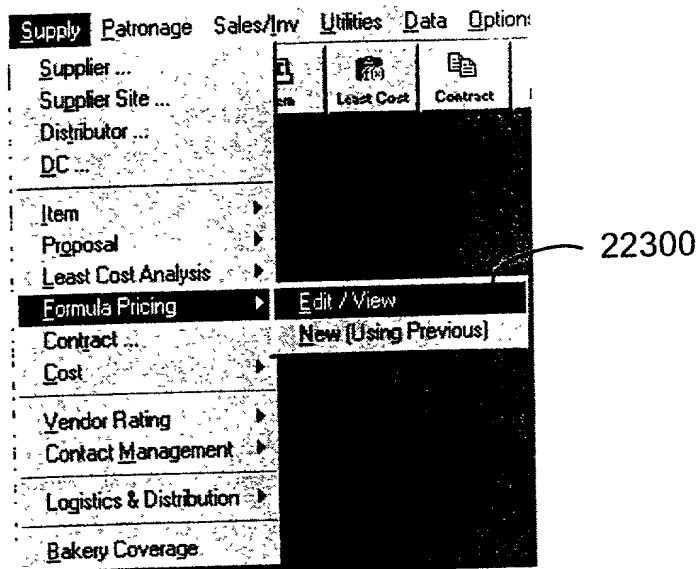 Supply Patronage Sales/Inv Utilities Data Option
Supplier ...
Supplier Site ...
Distributor ...
DC ...
Least Cost
Contract
Item
Proposal
Least Cost Analysis
Formula Pricing
Contract ...
Cost
Vendor Rating
Contact Management
Logistics & Distribution
Bakery Coverage
Edit / View
New (Using Previous)
22300